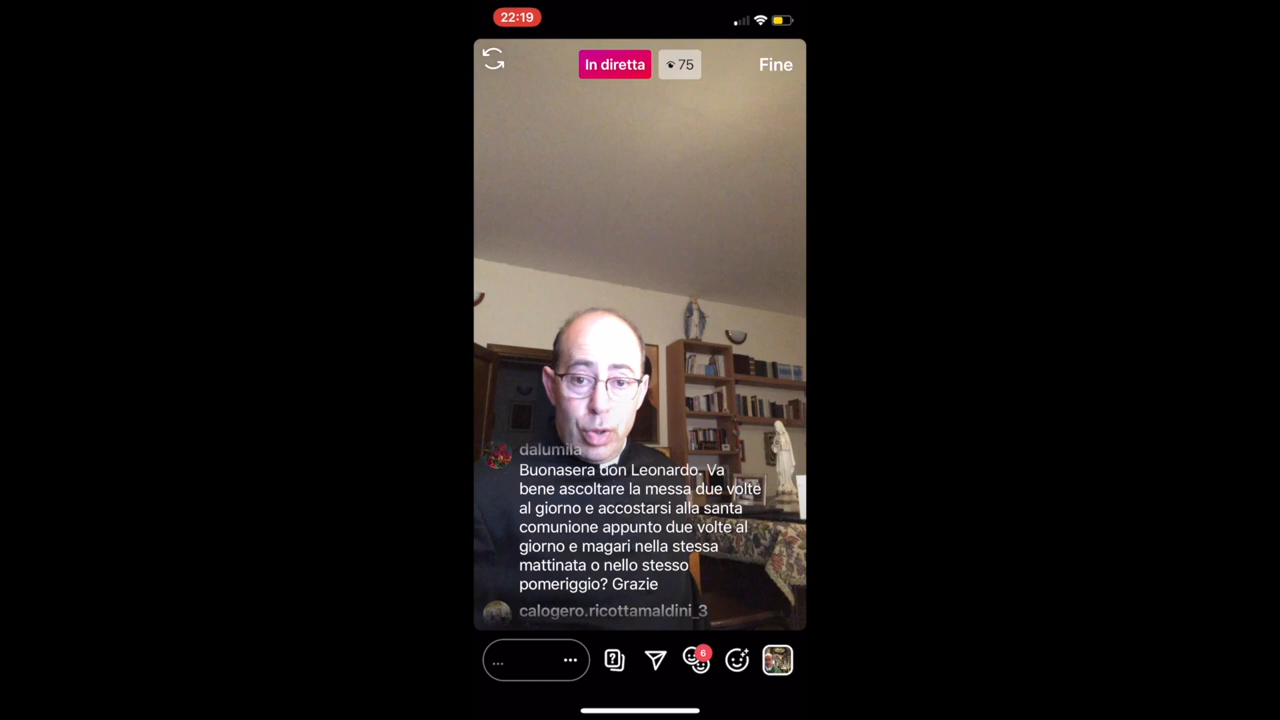 22:19
In diretta
75
Fine
dalumila
Buonasera don Leonardo. Va
bene ascoltare la messa due volte
al giorno e accostarsi alla santa
comunione appunto due volte al
giorno e magari nella stessa
mattinata o nello stesso
pomeriggio? Grazie
calogero.ricottamaldini_3
...
6